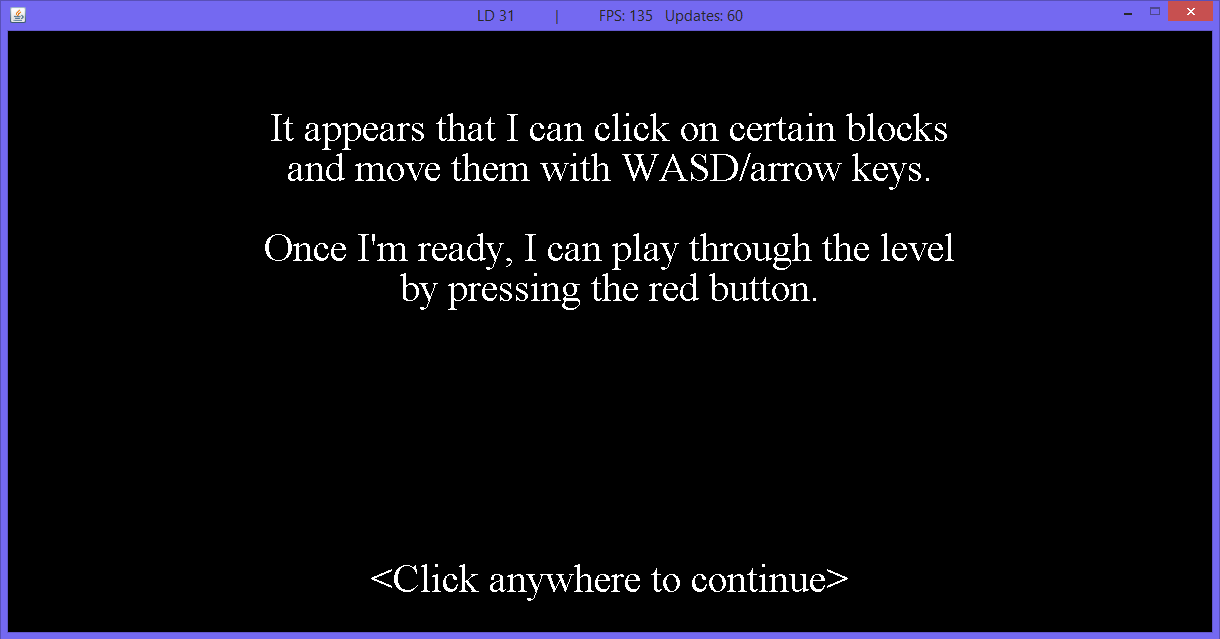 LD 31 | FPS: 135 Updates: 60
It appears that I can click on certain blocks
and move them with WASD/arrow keys.
Once I'm ready, I can play through the level
by pressing the red button.
<Click anywhere to continue>